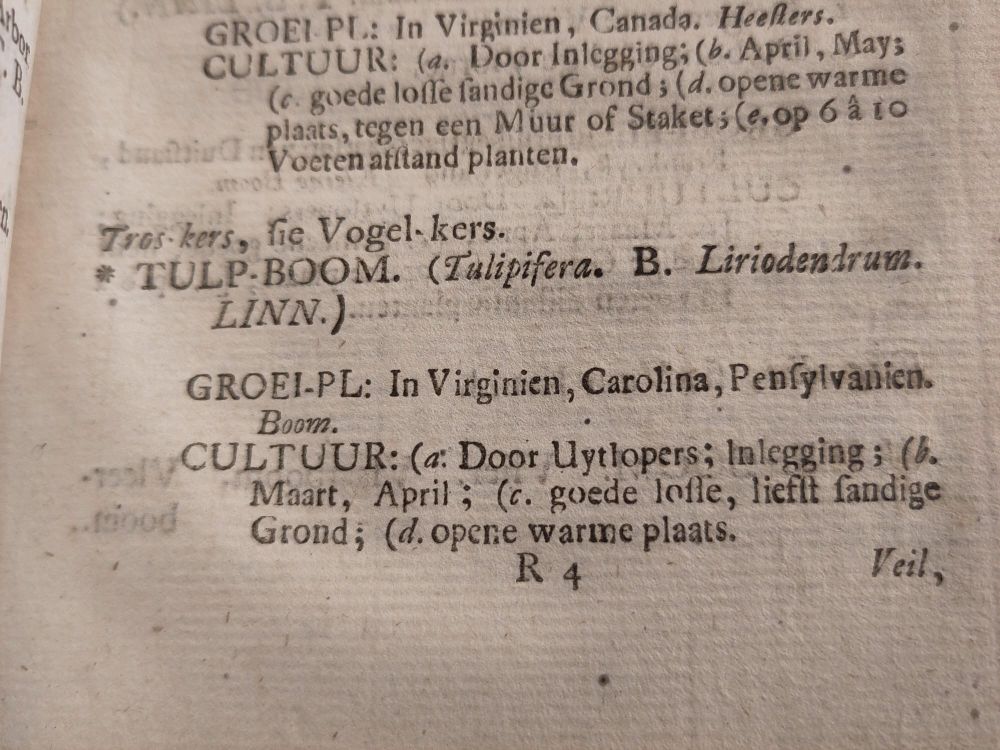 GROEI PL: In Virginien, Canada. Heeſters.
CULTUUR: (a. Door Inlegging; (b. April, May;
(c. goede loſſe ſandige Grond; (d. opene warme
plaats, tegen een Muur of Staket; (e. op 6 â 10
Voeten afſtand planten.
Tros-kers, ſie Vogel-kers.
* TULP-BOOM. (Tulipifera. B. Liriodendrum.
LINN.)
GROEI-PL: In Virginien, Carolina, Penſylvanien.
Boom.
CULTUUR: (a: Door Uytlopers; Inlegging; (b.
Maart, April; (c. goede loſſe, liefſt ſandige
Grond; (d. opene warme plaats.
R 4 Veil,